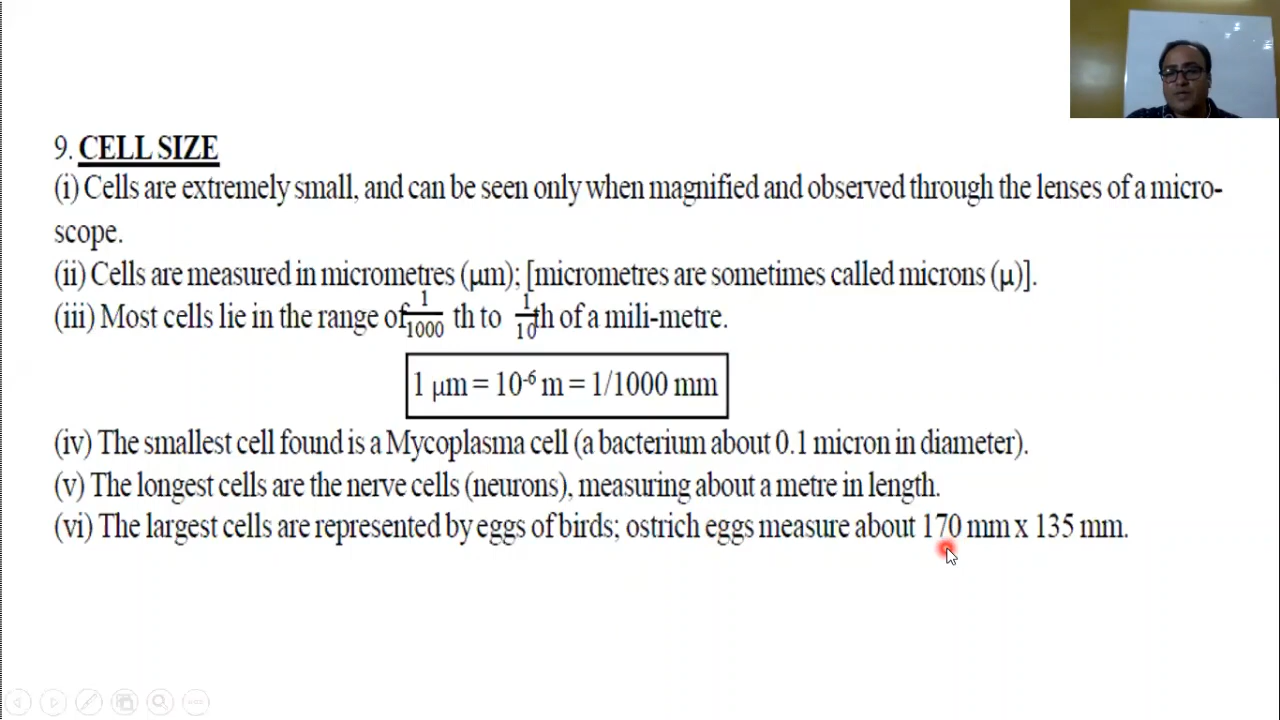 9. CELL SIZE
(i) Cells are extremely small, and can be seen only when magnified and observed through the lenses of a micro-
scope.
(ii) Cells are measured in micrometres (μm); [micrometres are sometimes called microns (μ)].
(iii) Most cells lie in the range of 1/1000 th to 1/10 th of a mili-metre.
1 μm = 10⁻⁶ m = 1/1000 mm
(iv) The smallest cell found is a Mycoplasma cell (a bacterium about 0.1 micron in diameter).
(v) The longest cells are the nerve cells (neurons), measuring about a metre in length.
(vi) The largest cells are represented by eggs of birds; ostrich eggs measure about 170 mm x 135 mm.